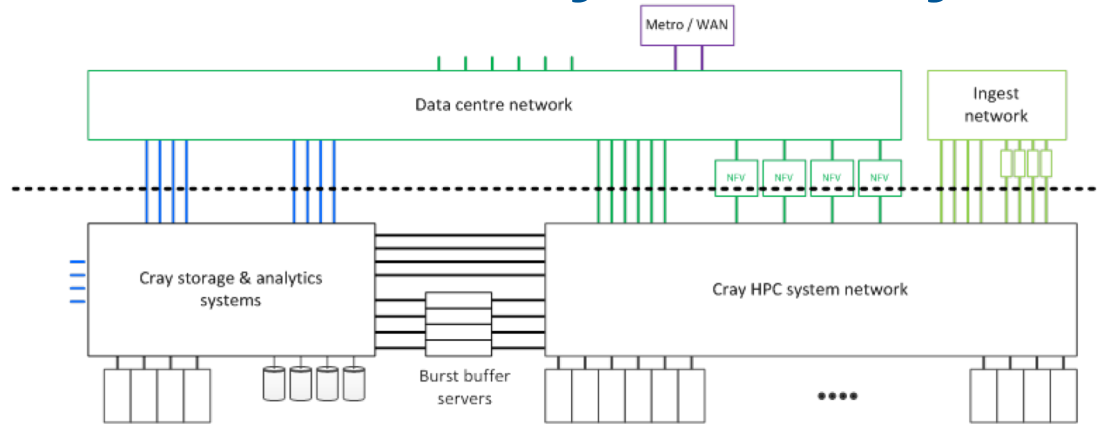 Metro / WAN
Data centre network
Ingest
network
NFV
NFV
NFV
NFV
Cray storage & analytics
systems
Cray HPC system network
Burst buffer
servers